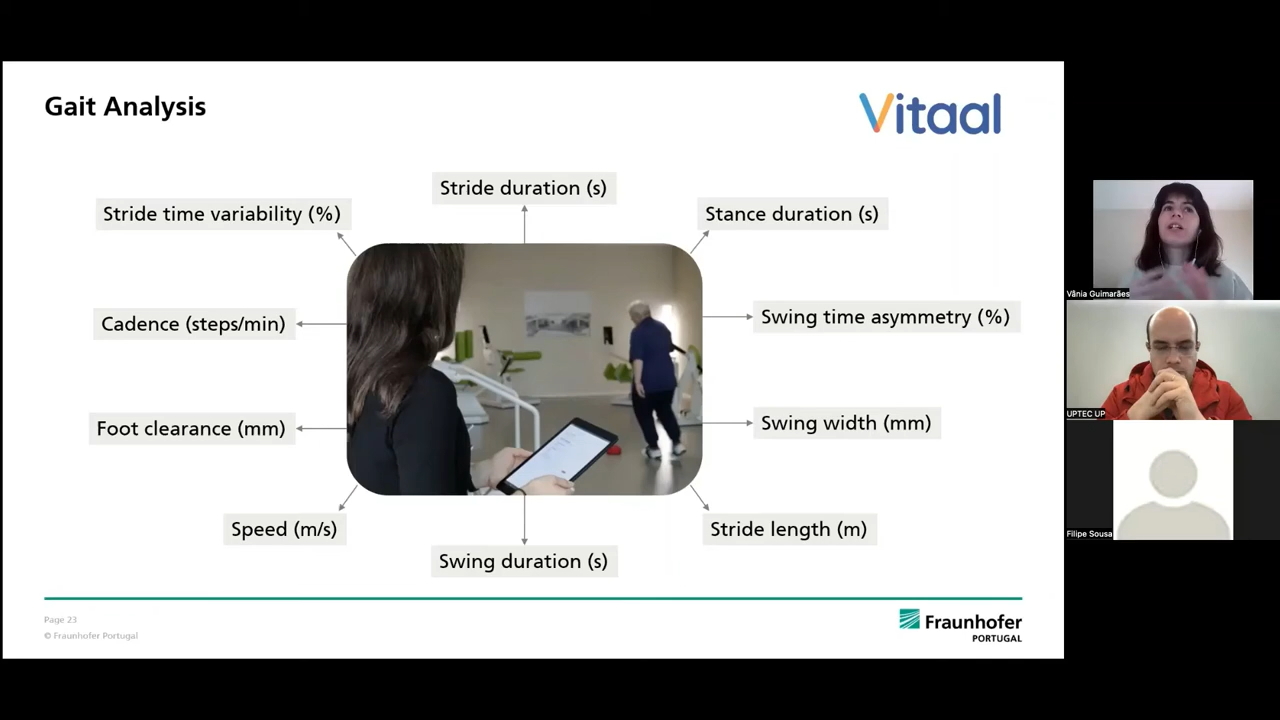 Gait Analysis
Vitaal
Stride duration (s)
Stride time variability (%)
Stance duration (s)
Cadence (steps/min)
Swing time asymmetry (%)
Foot clearance (mm)
Swing width (mm)
Speed (m/s)
Stride length (m)
Swing duration (s)
Page 23
© Fraunhofer Portugal
Fraunhofer
PORTUGAL
Vânia Guimarães
UPTEC UP
Filipe Sousa